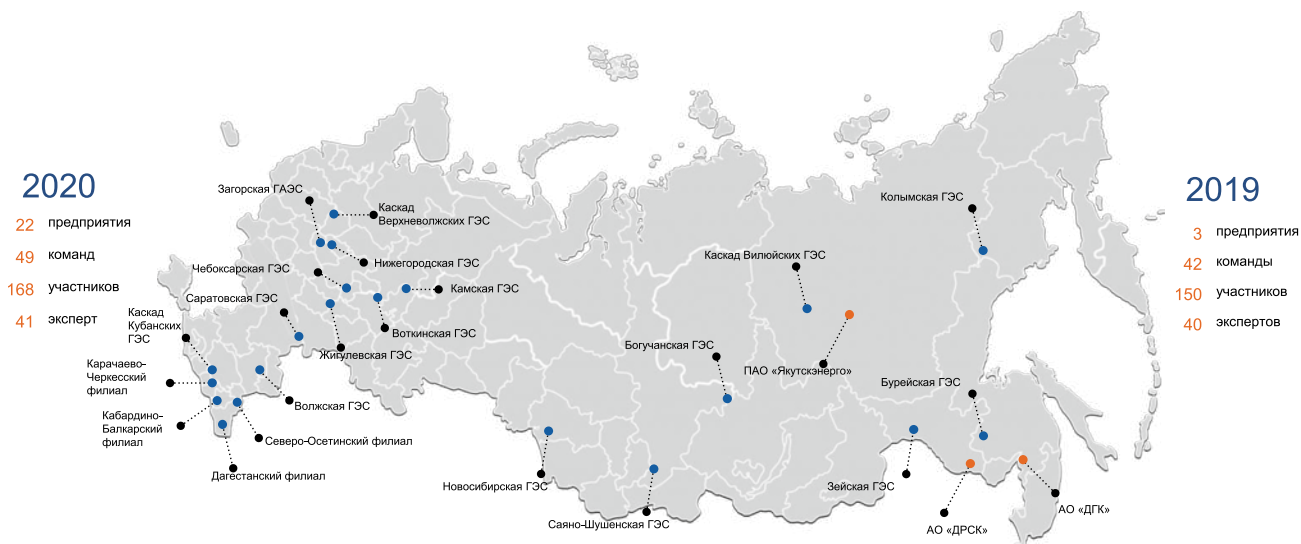 2020
22 предприятия
49 команд
168 участников
41 эксперт
2019
3 предприятия
42 команды
150 участников
40 экспертов
Загорская ГАЭС
Каскад
Верхневолжских ГЭС
Нижегородская ГЭС
Чебоксарская ГЭС
Камская ГЭС
Саратовская ГЭС
Воткинская ГЭС
Жигулевская ГЭС
Каскад
Кубанских
ГЭС
Карачаево-
Черкесский
филиал
Кабардино-
Балкарский
филиал
Волжская ГЭС
Северо-Осетинский филиал
Дагестанский филиал
Новосибирская ГЭС
Саяно-Шушенская ГЭС
Богучанская ГЭС
Каскад Вилюйских ГЭС
ПАО «Якутскэнерго»
Колымская ГЭС
Бурейская ГЭС
Зейская ГЭС
АО «ДРСК»
АО «ДГК»